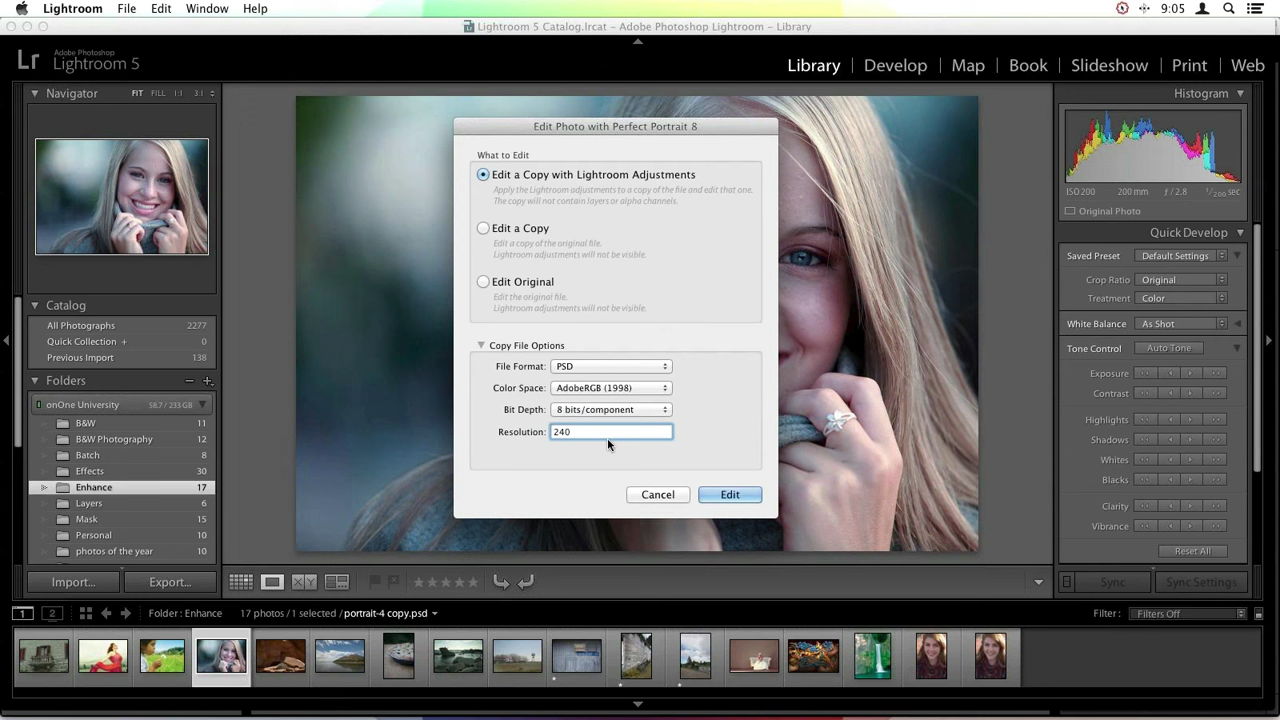 Lightroom File Edit Window Help 9:05
Lightroom 5 Catalog.lrcat – Adobe Photoshop Lightroom – Library
Lr Adobe Photoshop
Lightroom 5
Library Develop Map Book Slideshow Print Web
Navigator FIT FILL 1:1 3:1
Catalog
All Photographs 2277
Quick Collection + 0
Previous Import 138
Folders
onOne University 58.7 / 233 GB
B&W 11
B&W Photography 12
Batch 8
Effects 30
Enhance 17
Layers 6
Mask 15
Personal 10
photos of the year 10
Import... Export...
Edit Photo with Perfect Portrait 8
What to Edit
Edit a Copy with Lightroom Adjustments
Apply the Lightroom adjustments to a copy of the file and edit that one.
The copy will not contain layers or alpha channels.
Edit a Copy
Edit a copy of the original file.
Lightroom adjustments will not be visible.
Edit Original
Edit the original file.
Lightroom adjustments will not be visible.
Copy File Options
File Format: PSD
Color Space: AdobeRGB (1998)
Bit Depth: 8 bits/component
Resolution: 240
Cancel Edit
Histogram
ISO 200 200 mm f / 2.8 1/200 sec
Original Photo
Quick Develop
Saved Preset Default Settings
Crop Ratio Original
Treatment Color
White Balance As Shot
Tone Control Auto Tone
Exposure
Contrast
Highlights
Shadows
Whites
Blacks
Clarity
Vibrance
Reset All
Sync Sync Settings
XY
1 2 Folder : Enhance 17 photos / 1 selected / portrait-4 copy.psd Filter : Filters Off